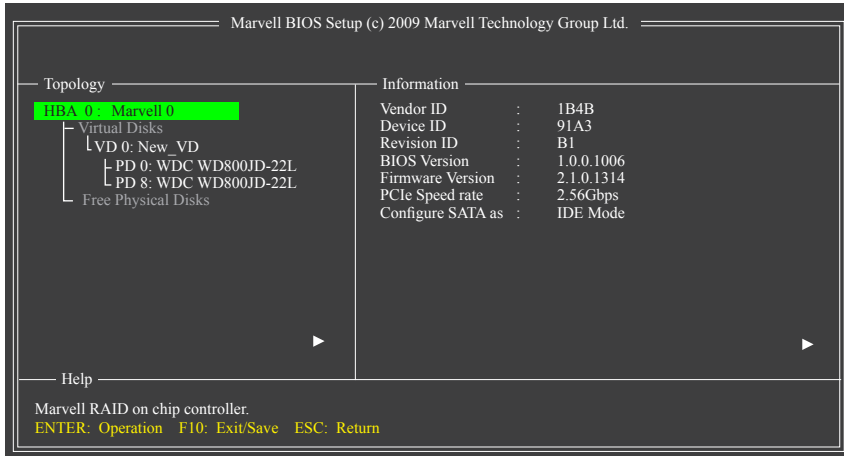 Marvell BIOS Setup (c) 2009 Marvell Technology Group Ltd.
Topology
HBA 0 : Marvell 0
Virtual Disks
VD 0: New_VD
PD 0: WDC WD800JD-22L
PD 8: WDC WD800JD-22L
Free Physical Disks
Information
Vendor ID : 1B4B
Device ID : 91A3
Revision ID : B1
BIOS Version : 1.0.0.1006
Firmware Version : 2.1.0.1314
PCIe Speed rate : 2.56Gbps
Configure SATA as : IDE Mode
Help
Marvell RAID on chip controller.
ENTER: Operation F10: Exit/Save ESC: Return